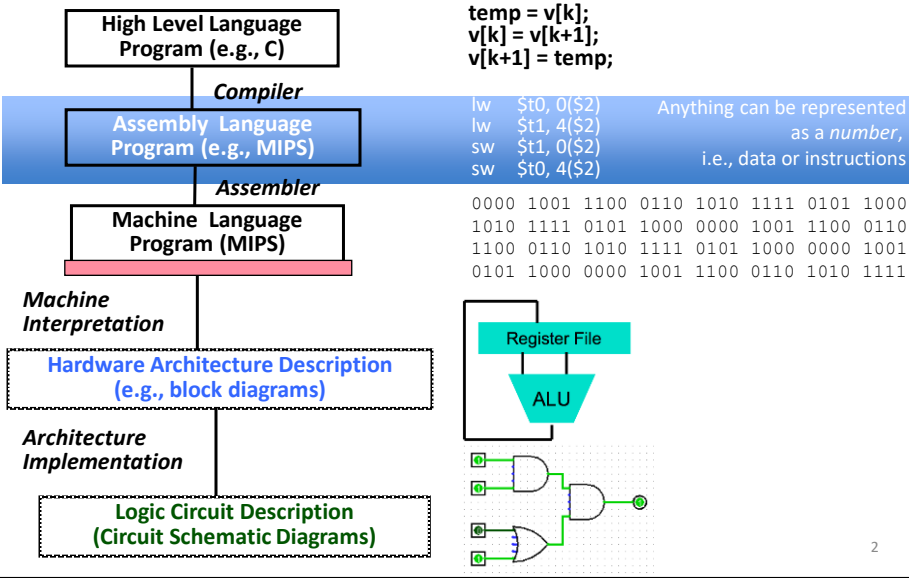 High Level Language
Program (e.g., C)
Compiler
Assembly Language
Program (e.g., MIPS)
Assembler
Machine Language
Program (MIPS)
Machine
Interpretation
Hardware Architecture Description
(e.g., block diagrams)
Architecture
Implementation
Logic Circuit Description
(Circuit Schematic Diagrams)
temp = v[k];
v[k] = v[k+1];
v[k+1] = temp;
lw $t0, 0($2)
lw $t1, 4($2)
sw $t1, 0($2)
sw $t0, 4($2)
Anything can be represented
as a number,
i.e., data or instructions
0000 1001 1100 0110 1010 1111 0101 1000
1010 1111 0101 1000 0000 1001 1100 0110
1100 0110 1010 1111 0101 1000 0000 1001
0101 1000 0000 1001 1100 0110 1010 1111
Register File
ALU
2